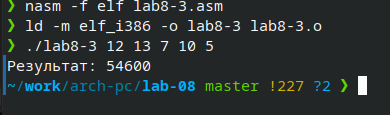 ❯ nasm -f elf lab8-3.asm
❯ ld -m elf_i386 -o lab8-3 lab8-3.o
❯ ./lab8-3 12 13 7 10 5
Результат: 54600
~/work/arch-pc/lab-08 master !227 ?2 ❯